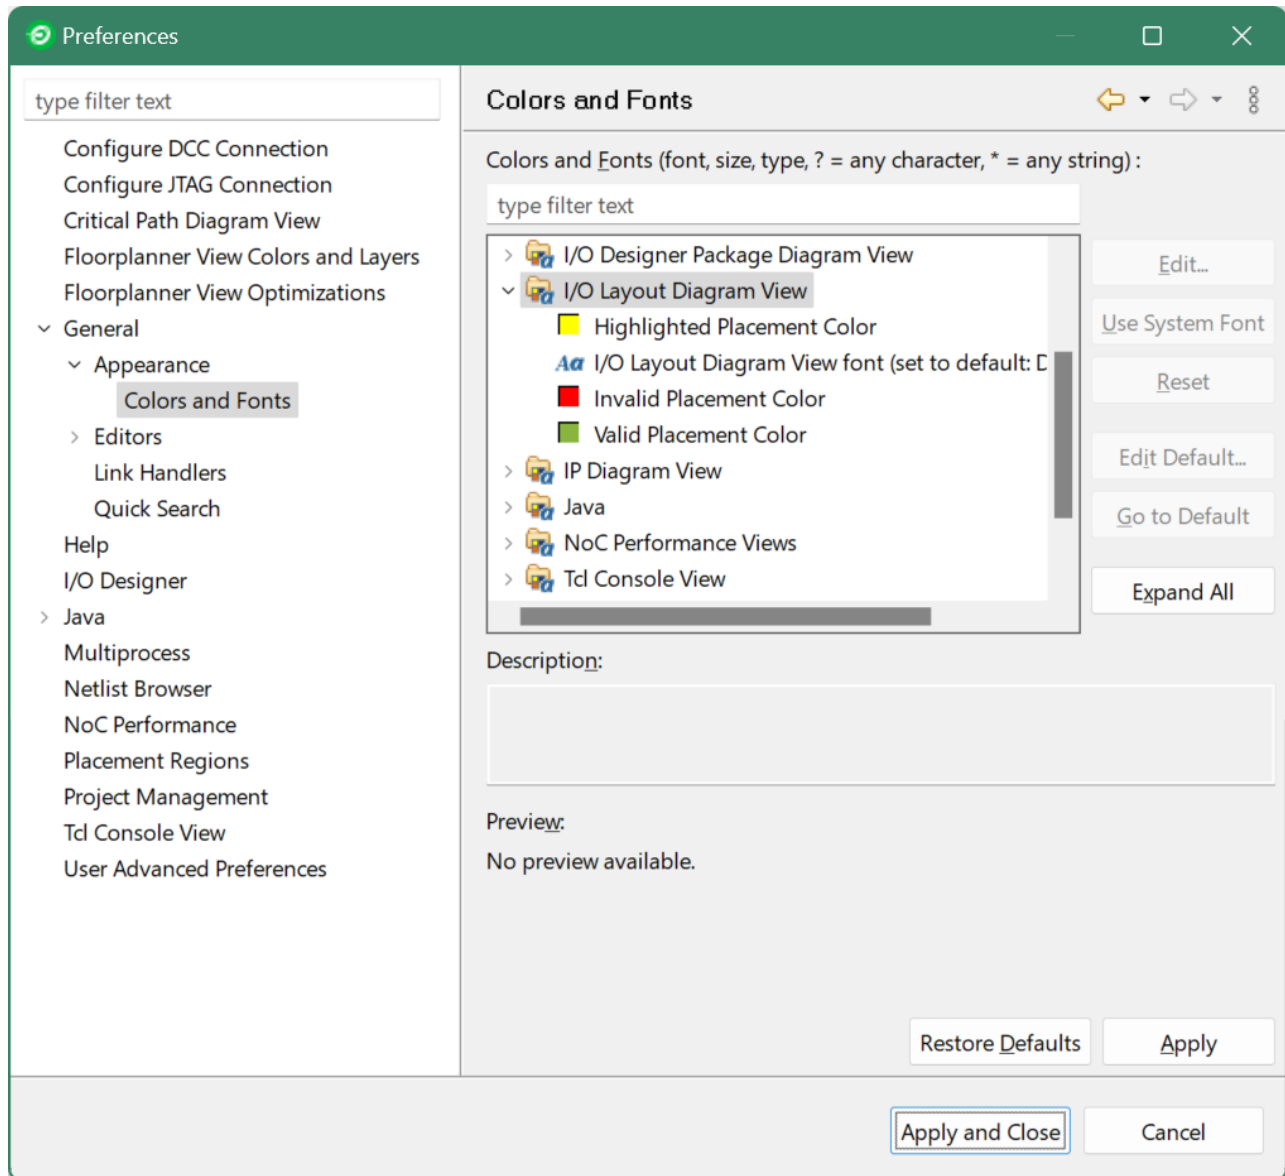 Preferences
type filter text
Configure DCC Connection
Configure JTAG Connection
Critical Path Diagram View
Floorplanner View Colors and Layers
Floorplanner View Optimizations
General
Appearance
Colors and Fonts
Editors
Link Handlers
Quick Search
Help
I/O Designer
Java
Multiprocess
Netlist Browser
NoC Performance
Placement Regions
Project Management
Tcl Console View
User Advanced Preferences
Colors and Fonts
Colors and Fonts (font, size, type, ? = any character, * = any string) :
type filter text
I/O Designer Package Diagram View
I/O Layout Diagram View
Highlighted Placement Color
Aa I/O Layout Diagram View font (set to default: D
Invalid Placement Color
Valid Placement Color
IP Diagram View
Java
NoC Performance Views
Tcl Console View
Edit...
Use System Font
Reset
Edit Default...
Go to Default
Expand All
Description:
Preview:
No preview available.
Restore Defaults
Apply
Apply and Close
Cancel